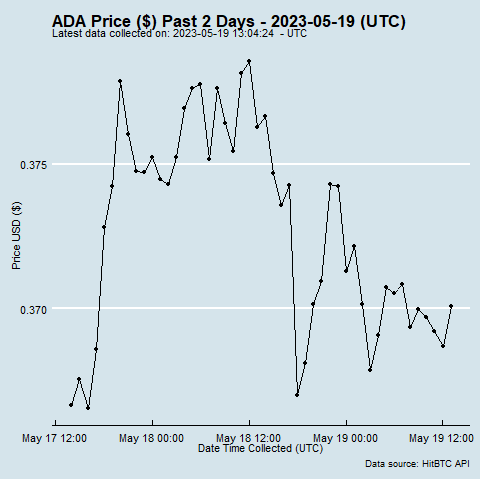 ADA Price ($) Past 2 Days - 2023-05-19 (UTC)
Latest data collected on: 2023-05-19 13:04:24 - UTC
0.375
Price USD ($)
0.370
May 17 12:00 May 18 00:00 May 18 12:00 May 19 00:00 May 19 12:00
Date Time Collected (UTC)
Data source: HitBTC API